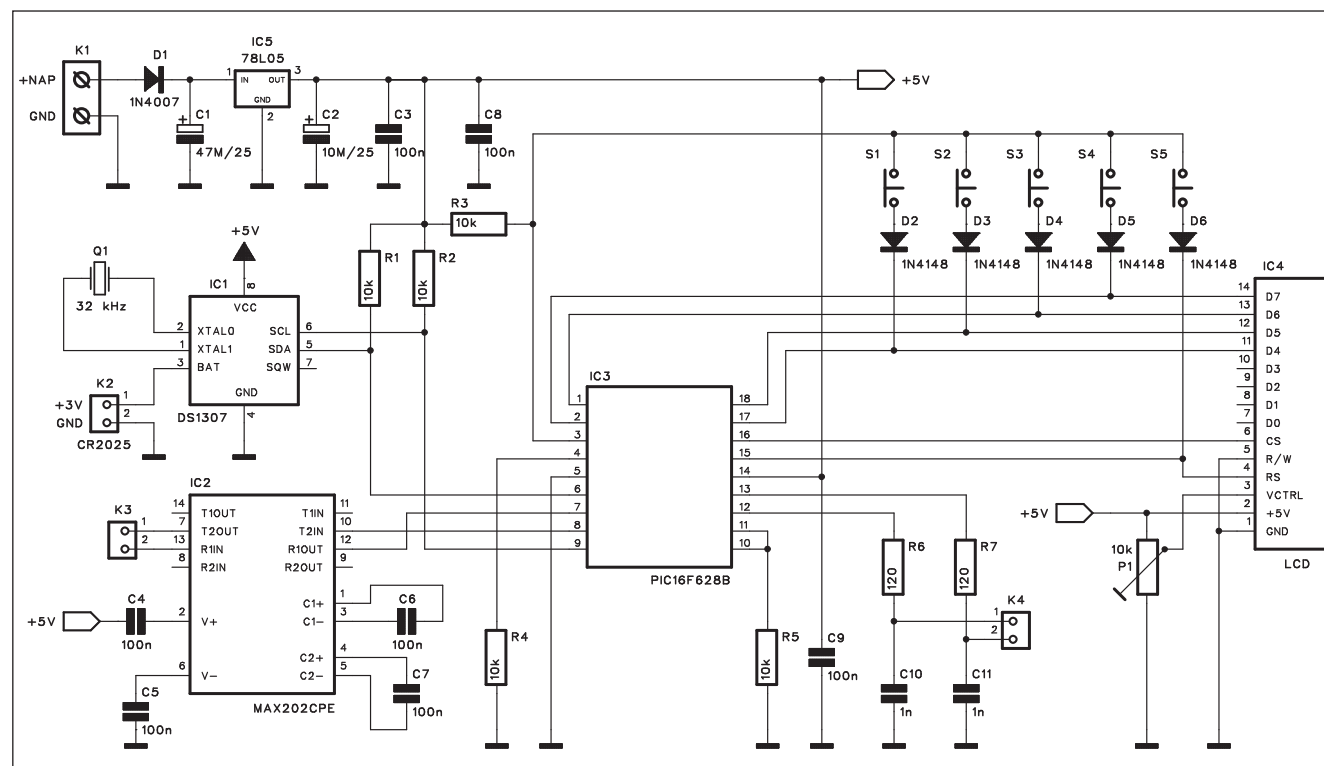 K1
+NAP
GND
D1
1N4007
C1
47M/25
IC5
78L05
1
IN
OUT
3
GND
2
C2
10M/25
C3
100n
C8
100n
+5V
S1
S2
S3
S4
S5
D2
D3
D4
D5
D6
1N4148
1N4148
1N4148
1N4148
1N4148
R3
10k
R1
10k
R2
10k
+5V
Q1
32 kHz
IC1
8
VCC
2
XTAL0
1
XTAL1
3
BAT
SCL
6
SDA
5
SQW
7
GND
4
DS1307
K2
+3V
1
GND
2
CR2025
IC4
14
D7
13
D6
12
D5
11
D4
10
D3
9
D2
8
D1
7
D0
6
CS
5
R/W
4
RS
3
VCTRL
2
+5V
1
GND
LCD
IC3
1
2
3
4
5
6
7
8
9
18
17
16
15
14
13
12
11
10
PIC16F628B
IC2
14
T1OUT
7
T2OUT
13
R1IN
8
R2IN
T1IN
11
T2IN
10
R1OUT
12
R2OUT
9
C1+
1
C1-
3
C2+
4
C2-
5
2
V+
6
V-
MAX202CPE
K3
1
2
+5V
C4
100n
C5
100n
C6
100n
C7
100n
R4
10k
R5
10k
C9
100n
R6
120
R7
120
C10
1n
C11
1n
K4
1
2
+5V
10k
P1